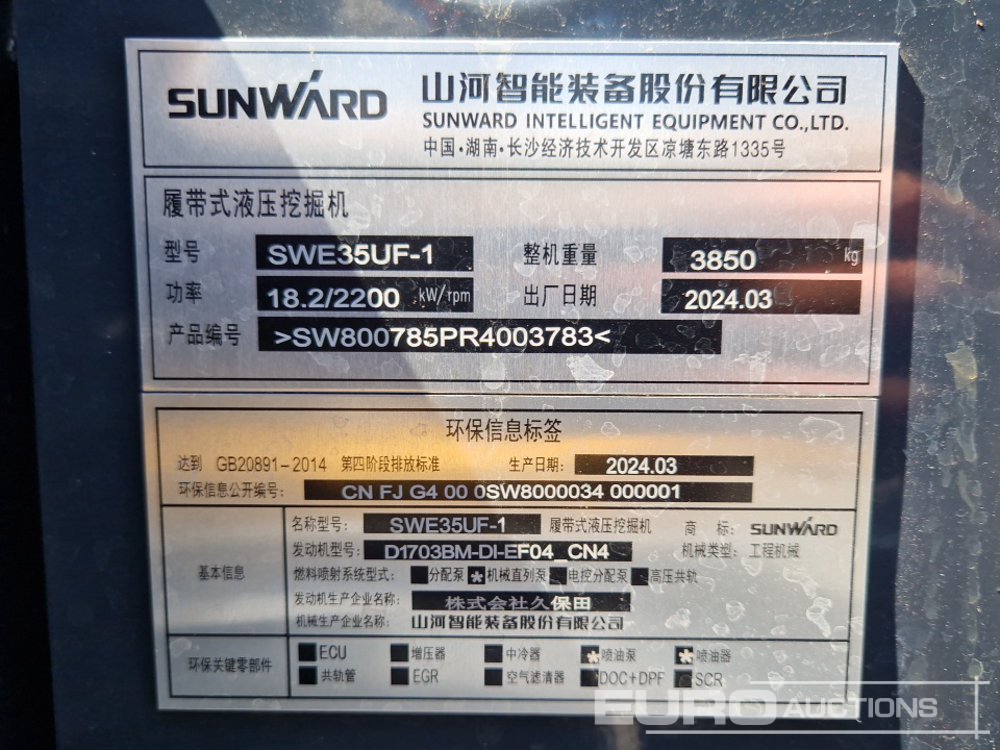 SUNWARD 山河智能装备股份有限公司
SUNWARD INTELLIGENT EQUIPMENT CO.,LTD.
中国·湖南·长沙经济技术开发区凉塘东路1335号
履带式液压挖掘机
型号 SWE35UF-1 整机重量 3850 kg
功率 18.2/2200 kW/rpm 出厂日期 2024.03
产品编号 >SW800785PR4003783<
环保信息标签
达到 GB20891-2014 第四阶段排放标准 生产日期: 2024.03
环保信息公开编号: CN FJ G4 00 0SW8000034 000001
基本信息
名称型号: SWE35UF-1 履带式液压挖掘机 商 标: SUNWARD
发动机型号: D1703BM-DI-EF04_CN4 机械类型: 工程机械
燃料喷射系统型式: 分配泵 * 机械直列泵 电控分配泵 高压共轨
发动机生产企业名称: 株式会社久保田
机械生产企业名称: 山河智能装备股份有限公司
环保关键零部件
ECU 增压器 中冷器 * 喷油泵 * 喷油器
共轨管 EGR 空气滤清器 DOC+DPF SCR
EURO AUCTIONS